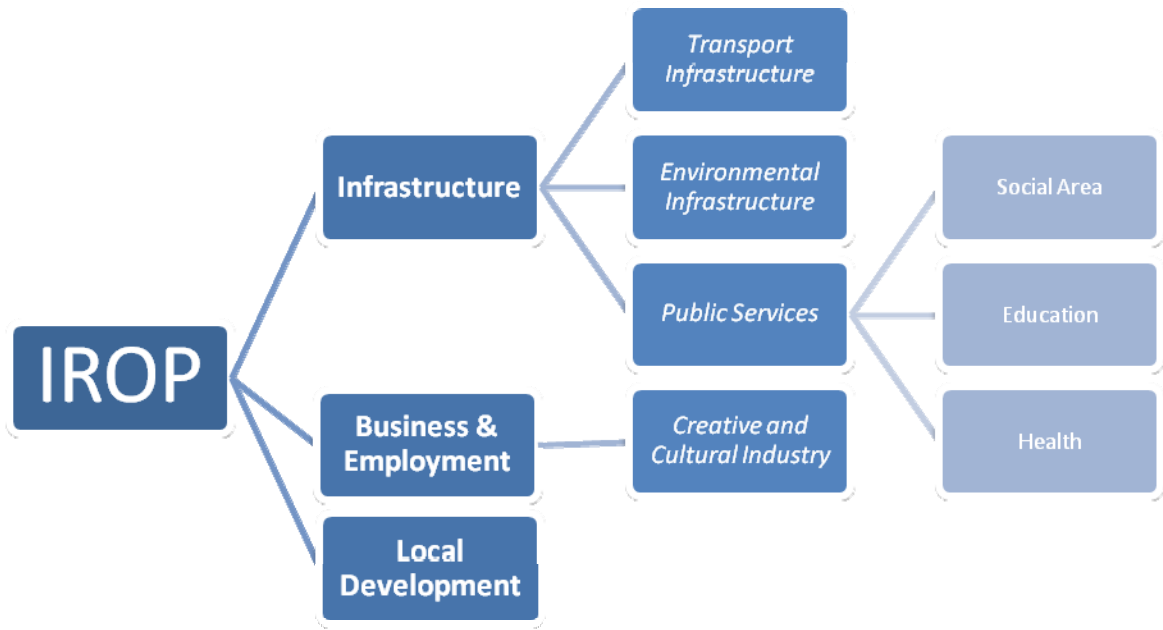 IROP
Infrastructure
Business &
Employment
Local
Development
Transport
Infrastructure
Environmental
Infrastructure
Public Services
Creative and
Cultural Industry
Social Area
Education
Health